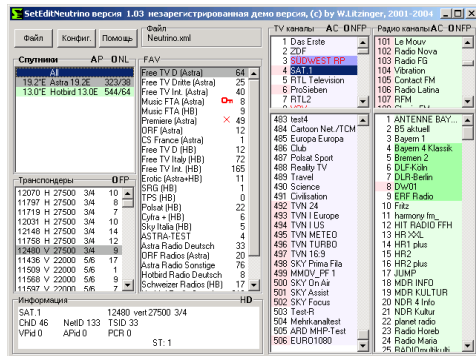 SetEditNeutrino версия 1.03 незарегистрированная демо версия, (c) by W.Litzinger, 2001-2004
Файл Конфиг. Помощь
Файл
Neutrino.xml
Спутники AP ONL
All
19.2°E Astra 19.2E 323/38
13.0°E Hotbird 13.0E 544/64
Транспондеры OFP
12070 H 27500 3/4 10
11797 H 27500 3/4 8
11719 H 27500 3/4 7
12031 H 27500 3/4 10
12148 H 27500 3/4 14
11758 H 27500 3/4 12
12480 V 27500 3/4 9
11436 V 22000 5/6 17
11509 V 22000 5/6 1
11568 V 22000 5/6 9
11597 V 22000 5/6 7
FAV
Free TV D (Astra) 64
Free TV Dritte (Astra) 25
Free TV Int. (Astra) 40
Music FTA (Astra) 8
Music FTA (HB) 9
Premiere (Astra) 49
ORF (Astra) 12
CS France (Astra) 1
Free TV D (HB) 12
Free TV Italy (HB) 72
Free TV Int. (HB) 165
Erotic (Astra+HB) 11
SRG (HB) 1
TPS (HB) 0
Polsat (HB) 22
Cyfra + (HB) 6
Sky Italia (HB) 5
ASTRA-TEST 4
Astra Radio Deutsch 33
ORF Radios (Astra) 20
Astra Radio Sonstige 76
Hotbird Radio Deutsch 8
Schweizer Radios (HB) 17
Информация HD
SAT.1 12480 vert 27500 3/4
ChID 46 NetID 133 TSID 33
VPid 0 APid 0 PCR 0
ST: 1
TV каналы AC ONFP
1 Das Erste
2 ZDF
3 SÜDWEST RP
4 SAT.1
5 RTL Television
6 ProSieben
7 RTL2
483 test4
484 Cartoon Net./TCM
485 Europa Europa
486 Club
487 Polsat Sport
488 Reality TV
489 Travel
490 Science
491 Civilisation
492 TVN 24
493 TVN I Europe
494 TVN I US
495 TVN METEO
496 TVN TURBO
497 TVN 16:9
498 SKY Prima Fila
499 MMOV_PF 1
500 SKY On Air
501 SKY Assist
502 SKY Focus
503 Test-R
504 Mehrkanaltest
505 ARD MHP-Test
506 EURO1080
Радио каналы AC ONFP
101 Le Mouv
102 Radio Nova
103 Radio FG
104 Vibration
105 Contact FM
106 Radio Latina
107 RFM
1 ANTENNE BAY...
2 B5 aktuell
3 Bayern 1
4 Bayern 4 Klassik
5 Bremen 2
6 DLF-Köln
7 DLR-Berlin
8 DW01
9 ERF Radio
10 Fritz
11 harmony fm_
12 HIT RADIO FFH
13 HR XXL
14 HR1 plus
15 HR2
16 HR2 plus
17 JUMP
18 MDR INFO
19 MDR KULTUR
20 NDR 4 Info
21 NDR Kultur
22 planet radio
23 Radio Horeb
24 Radio Maria
25 RADIOmultikulti